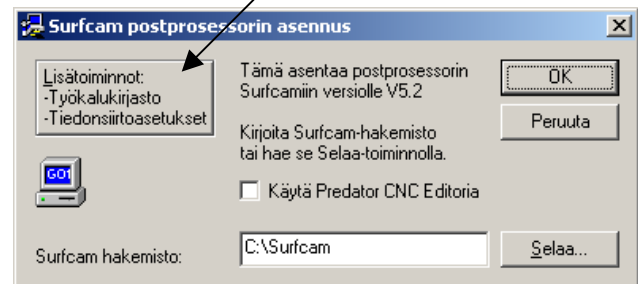 Surfcam postprosessorin asennus
Lisätoiminnot:
-Työkalukirjasto
-Tiedonsiirtoasetukset
Tämä asentaa postprosessorin
Surfcamiin versiolle V5.2
OK
Peruuta
Kirjoita Surfcam-hakemisto
tai hae se Selaa-toiminnolla.
GO1
Käytä Predator CNC Editoria
Surfcam hakemisto:
C:\Surfcam
Selaa...